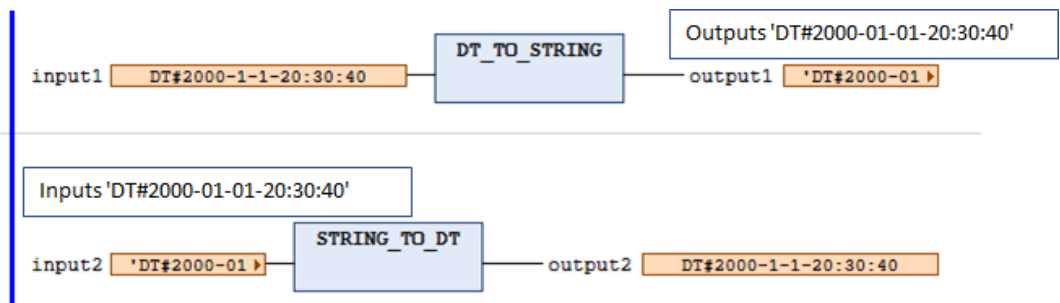 DT_TO_STRING
Outputs 'DT#2000-01-01-20:30:40'
input1 DT#2000-1-1-20:30:40 output1 'DT#2000-01
Inputs 'DT#2000-01-01-20:30:40'
STRING_TO_DT
input2 'DT#2000-01 output2 DT#2000-1-1-20:30:40